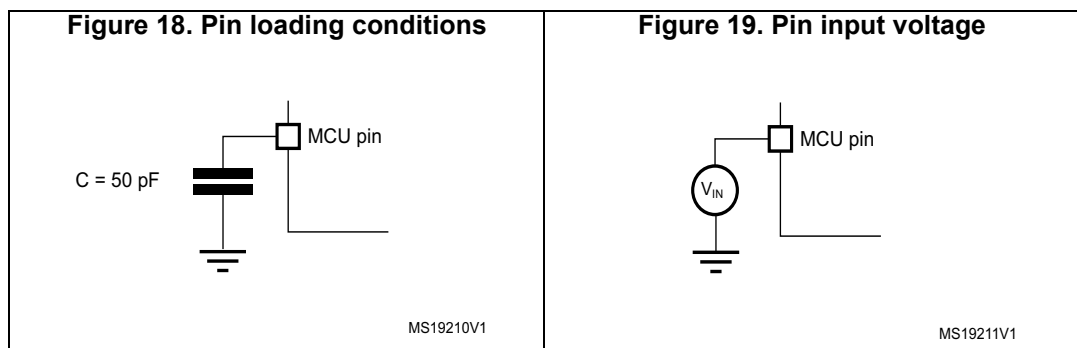 Figure 18. Pin loading conditions
MCU pin
C = 50 pF
MS19210V1
Figure 19. Pin input voltage
MCU pin
VIN
MS19211V1